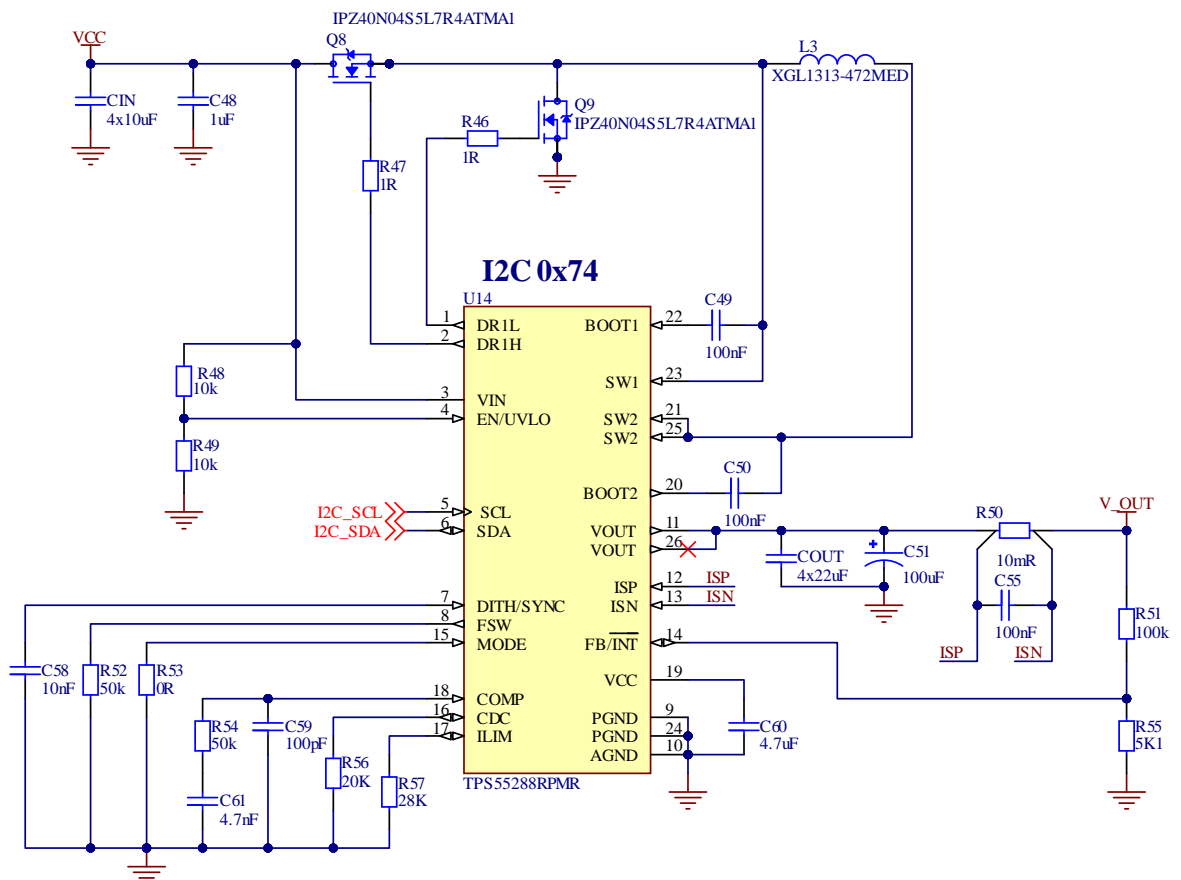 IPZ40N04S5L7R4ATMA1
VCC
Q8
L3
XGL1313-472MED
CIN
4x10uF
C48
1uF
Q9
IPZ40N04S5L7R4ATMA1
R46
1R
R47
1R
I2C 0x74
U14
C49
100nF
1
DR1L
BOOT1
22
2
DR1H
SW1
23
R48
10k
3
VIN
4
EN/UVLO
SW2
21
SW2
25
R49
10k
C50
100nF
BOOT2
20
I2C_SCL
5
SCL
I2C_SDA
6
SDA
VOUT
11
VOUT
26
COUT
4x22uF
C51
100uF
R50
10mR
V_OUT
C55
100nF
ISP
12
ISP
ISN
13
ISN
ISP
ISN
R51
100k
7
DITH/SYNC
8
FSW
15
MODE
FB/INT
14
C58
10nF
R52
50k
R53
0R
VCC
19
18
COMP
16
CDC
17
ILIM
PGND
9
PGND
24
AGND
10
C60
4.7uF
R54
50k
C59
100pF
R55
5K1
R56
20K
R57
28K
C61
4.7nF
TPS55288RPMR